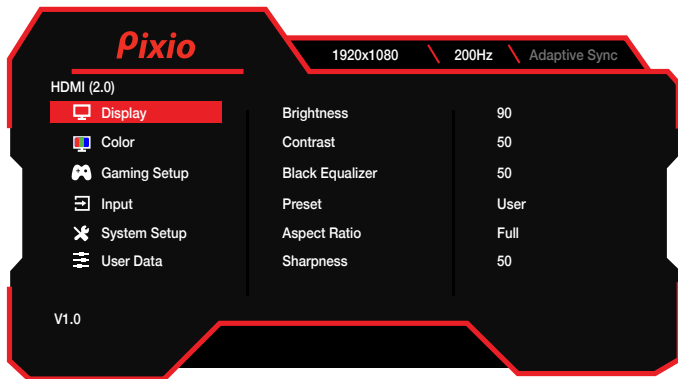 Pixio
1920x1080 200Hz Adaptive Sync
HDMI (2.0)
Display Brightness 90
Color Contrast 50
Gaming Setup Black Equalizer 50
Input Preset User
System Setup Aspect Ratio Full
User Data Sharpness 50
V1.0